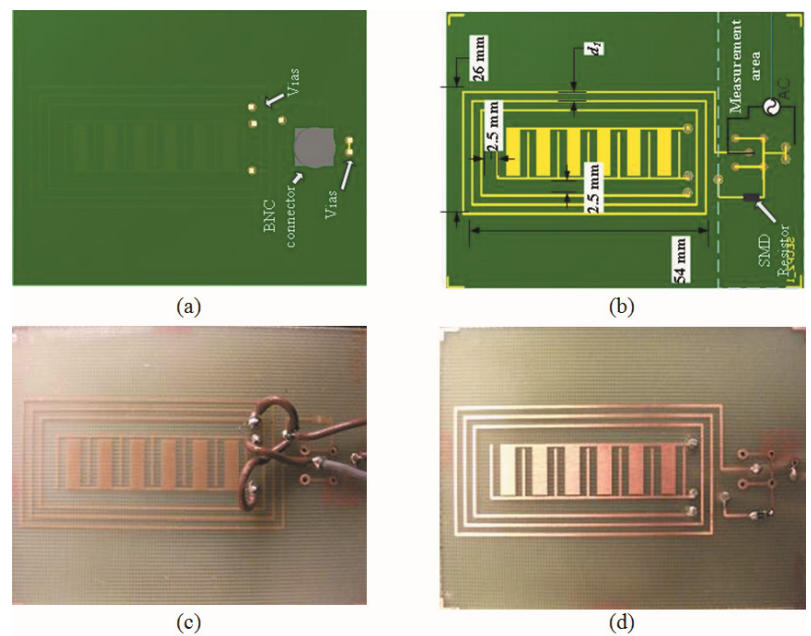 Vias
BNC
connector
Vias
(a)
26 mm
d1
Measurement
area
AC
2.5 mm
2.5 mm
54 mm
SMD
Resistor
(b)
(c)
(d)